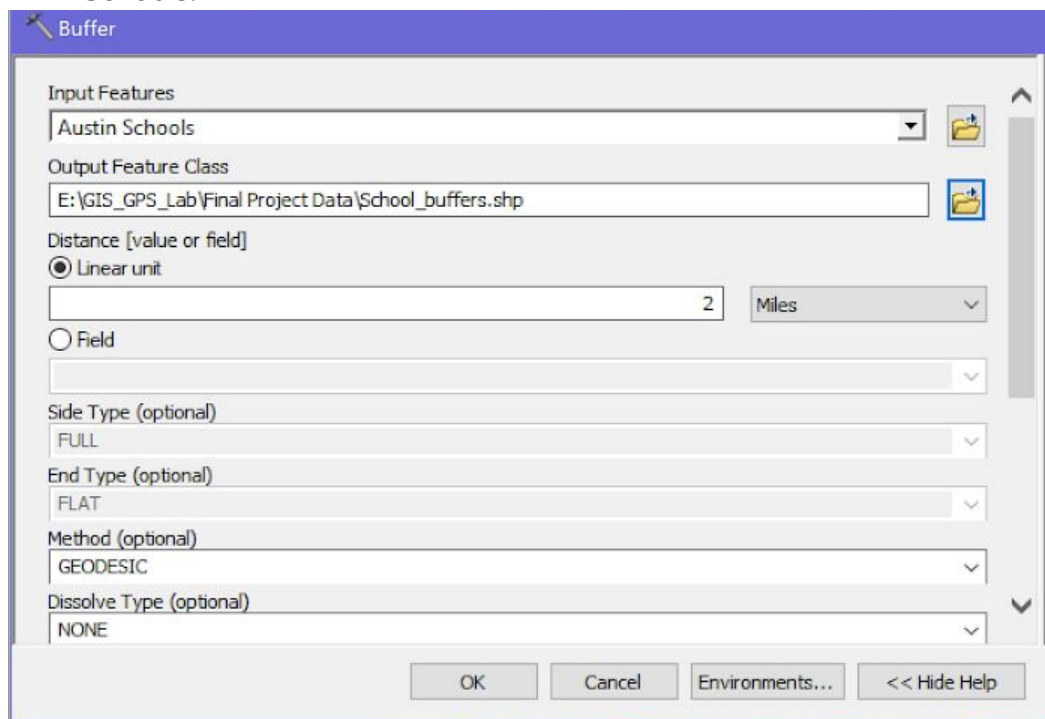 Buffer
Input Features
Austin Schools
Output Feature Class
E:\GIS_GPS_Lab\Final Project Data\School_buffers.shp
Distance [value or field]
Linear unit
2 Miles
Field
Side Type (optional)
FULL
End Type (optional)
FLAT
Method (optional)
GEODESIC
Dissolve Type (optional)
NONE
OK Cancel Environments... << Hide Help